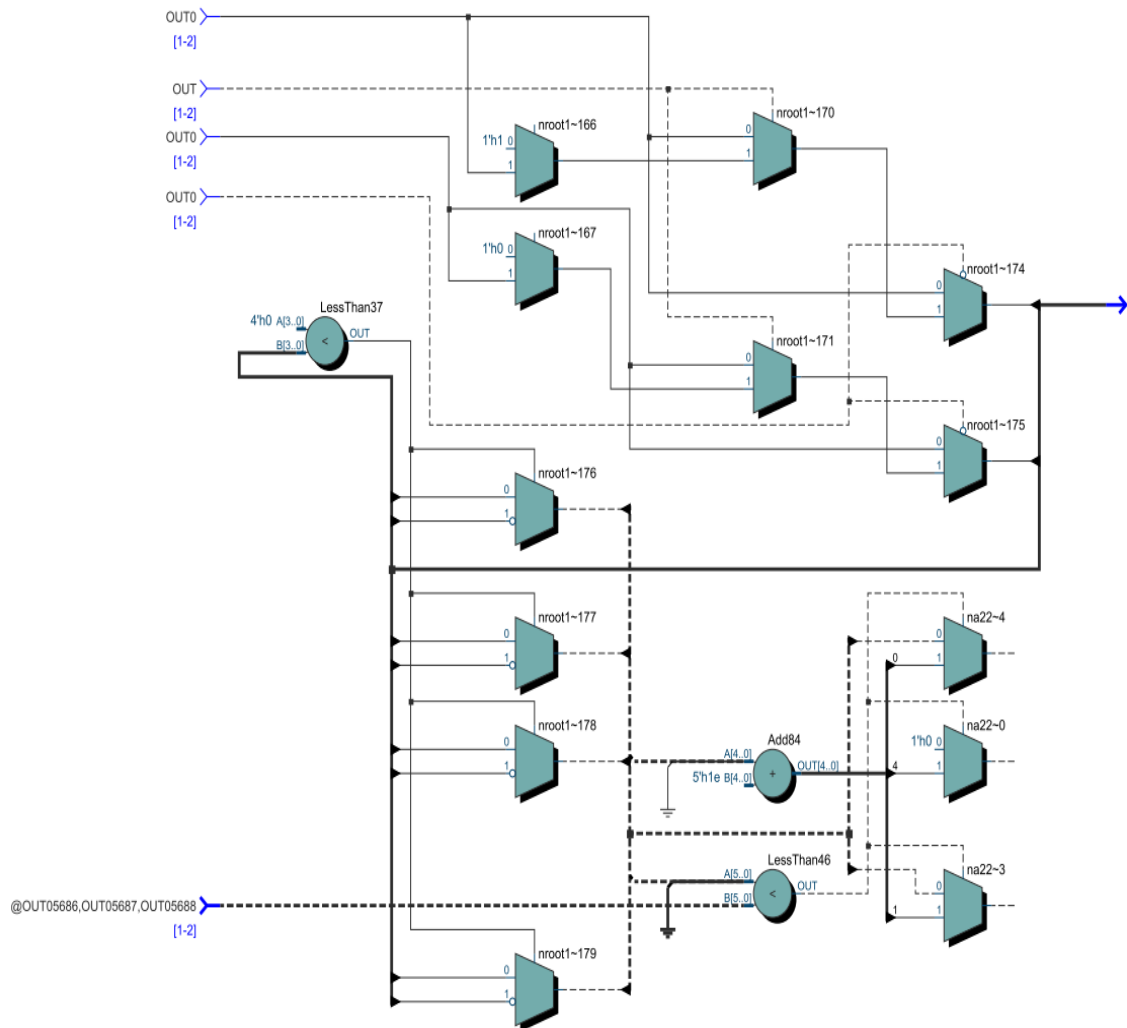 OUT0
[1-2]
OUT
[1-2]
OUT0
[1-2]
OUT0
[1-2]
nroot1~166
1'h1 0
1
nroot1~170
0
1
nroot1~167
1'h0 0
1
nroot1~174
0
1
LessThan37
4'h0 A[3..0]
B[3..0]
<
OUT
nroot1~171
0
1
nroot1~175
0
1
nroot1~176
0
1
nroot1~177
0
1
na22~4
0
0
1
nroot1~178
0
1
Add84
A[4..0]
5'h1e B[4..0]
+
OUT[4..0]
na22~0
1'h0 0
4
1
LessThan46
A[5..0]
B[5..0]
<
OUT
na22~3
0
1
1
@OUT05686,OUT05687,OUT05688
[1-2]
nroot1~179
0
1